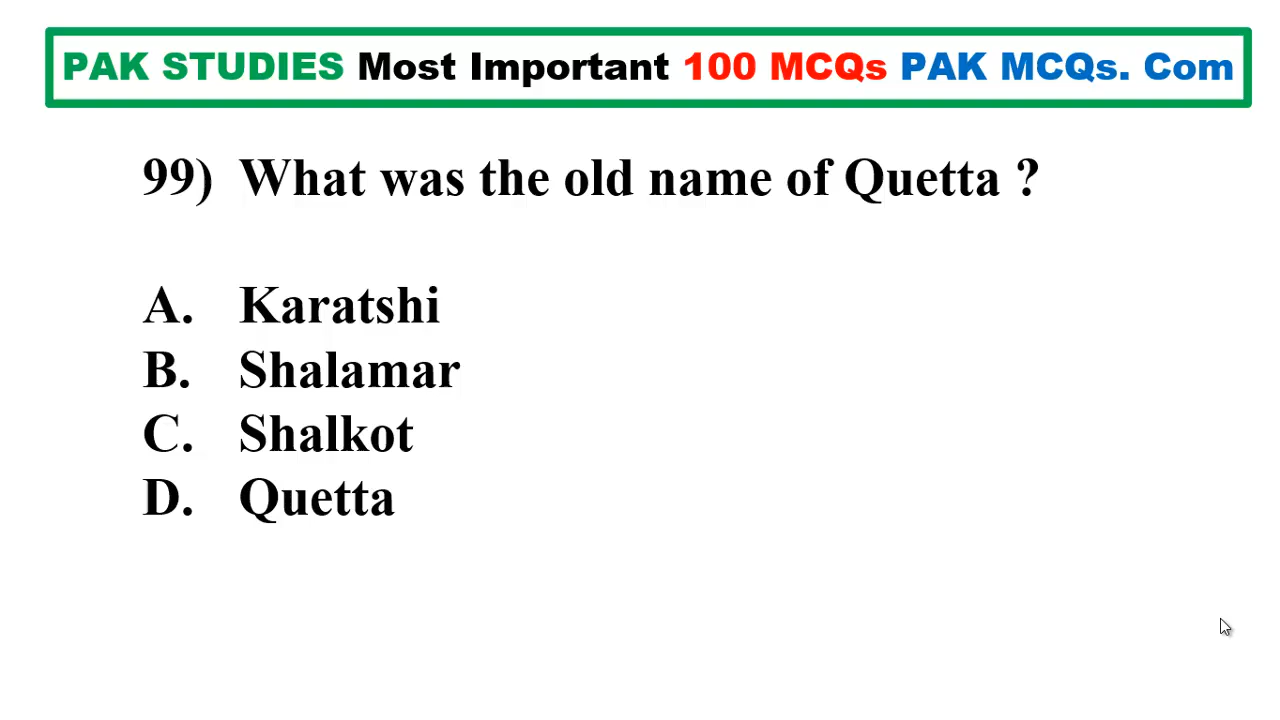 PAK STUDIES Most Important 100 MCQs PAK MCQs. Com
99) What was the old name of Quetta ?
A. Karatshi
B. Shalamar
C. Shalkot
D. Quetta